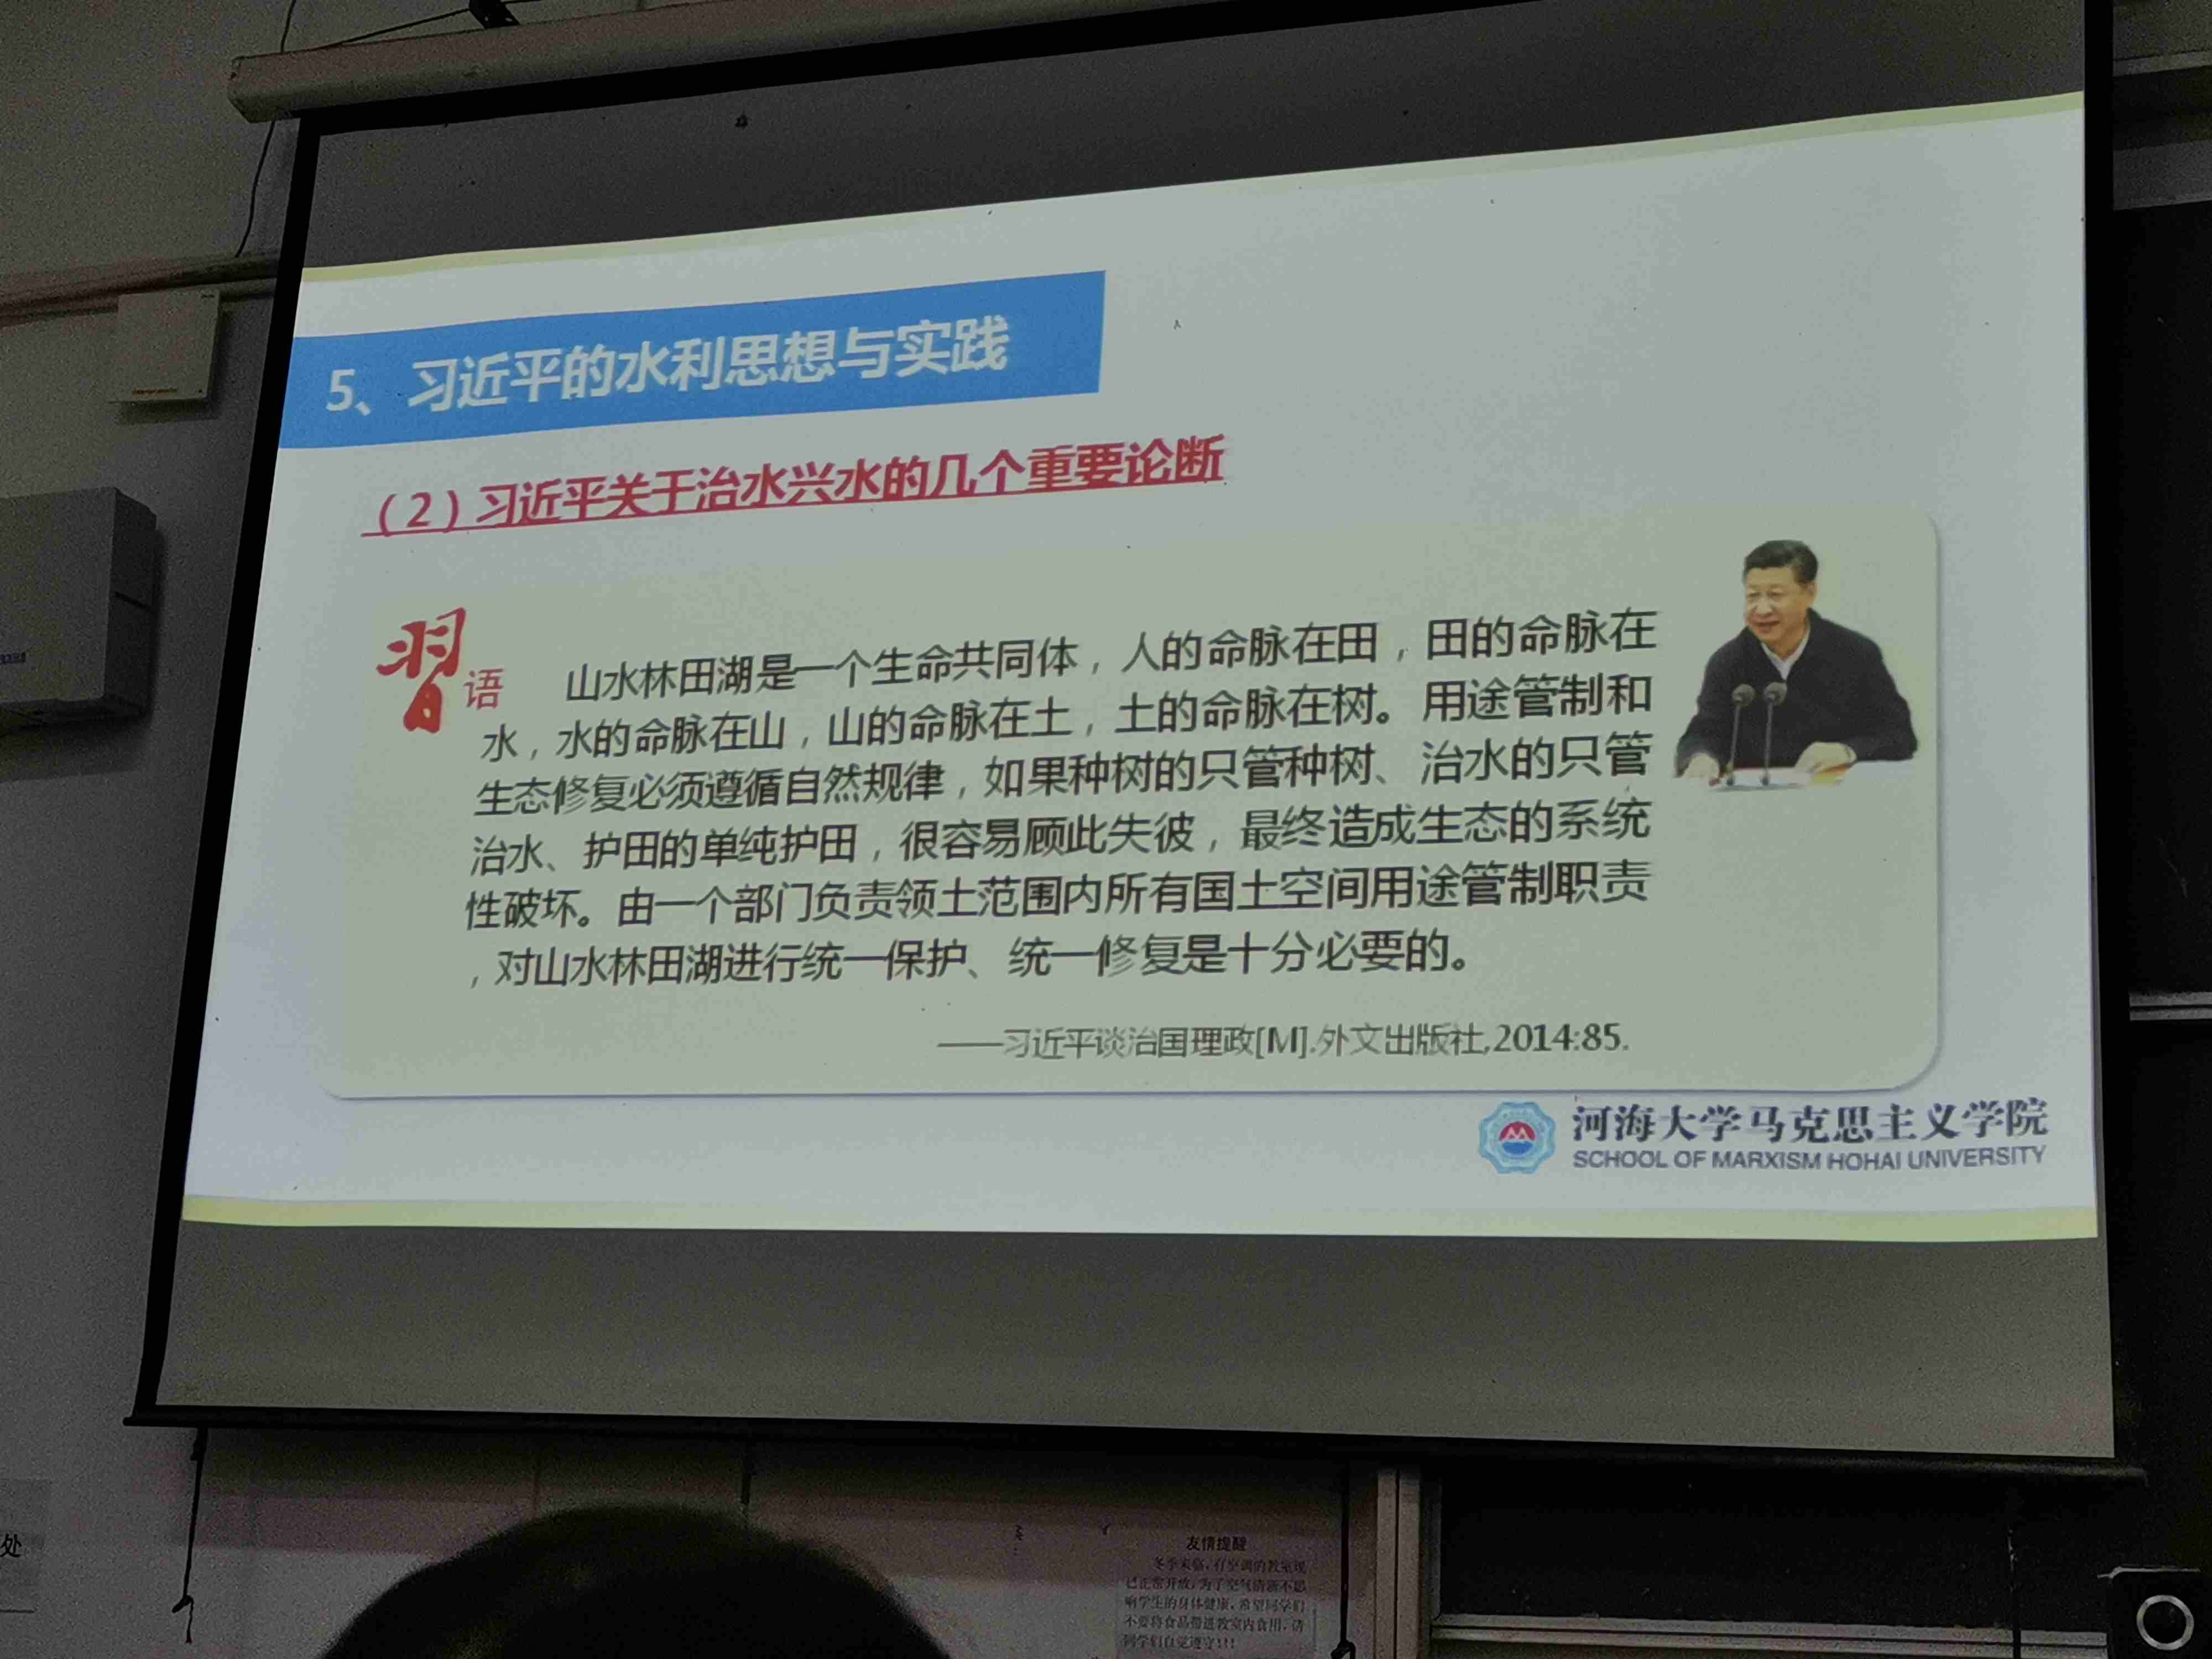 5、习近平的水利思想与实践
（2）习近平关于治水兴水的几个重要论断
習
语
山水林田湖是一个生命共同体，人的命脉在田，田的命脉在
水，水的命脉在山，山的命脉在土，土的命脉在树。用途管制和
生态修复必须遵循自然规律，如果种树的只管种树、治水的只管
治水、护田的单纯护田，很容易顾此失彼，最终造成生态的系统
性破坏。由一个部门负责领土范围内所有国土空间用途管制职责
，对山水林田湖进行统一保护、统一修复是十分必要的。
——习近平谈治国理政[M].外文出版社,2014:85.
河海大学马克思主义学院
SCHOOL OF MARXISM HOHAI UNIVERSITY
处
友情提醒
冬季来临，有空调的教室现
已正常开放，为了空气清新不影
响学生的身体健康，希望同学们
不要将食品带进教室内食用，请
同学们自觉遵守!!!